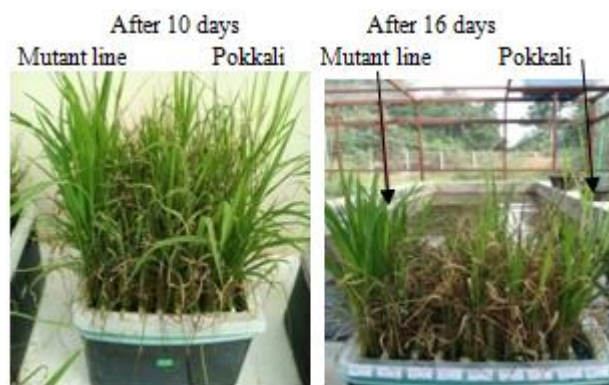 After 10 days
Mutant line Pokkali
After 16 days
Mutant line Pokkali